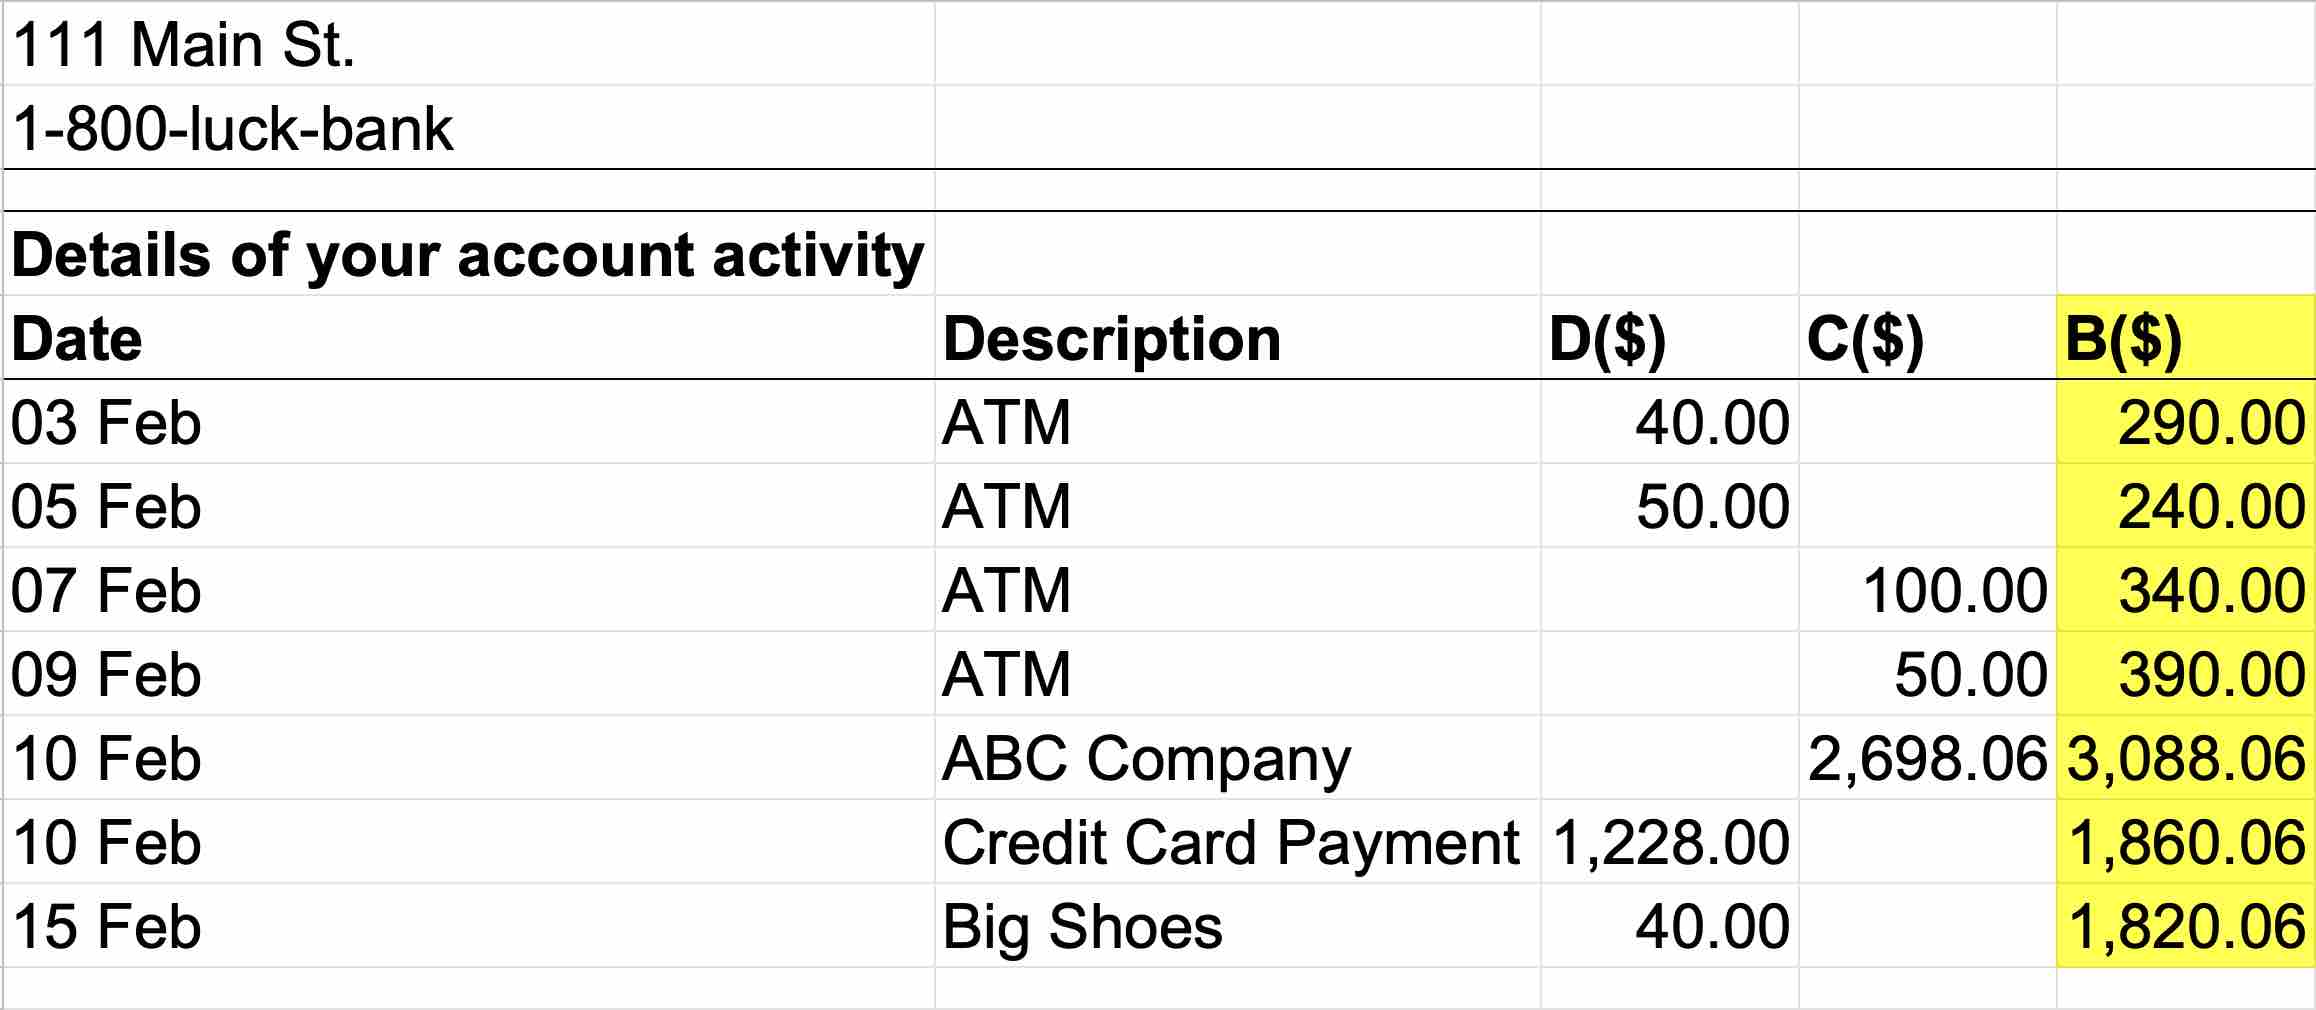 111 Main St.
1-800-luck-bank
Details of your account activity
Date Description D($) C($) B($)
03 Feb ATM 40.00 290.00
05 Feb ATM 50.00 240.00
07 Feb ATM 100.00 340.00
09 Feb ATM 50.00 390.00
10 Feb ABC Company 2,698.06 3,088.06
10 Feb Credit Card Payment 1,228.00 1,860.06
15 Feb Big Shoes 40.00 1,820.06